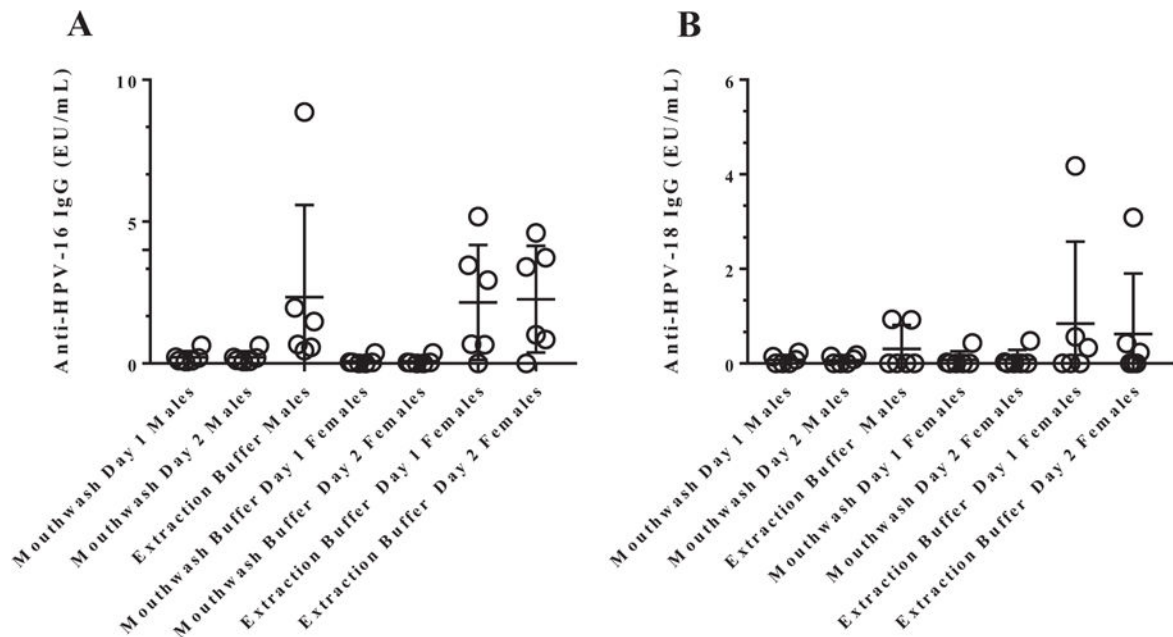 A
Anti-HPV-16 IgG (EU/mL)
10
5
0
Mouthwash Day 1 Males
Mouthwash Day 2 Males
Extraction Buffer Males
Mouthwash Buffer Day 1 Females
Mouthwash Buffer Day 2 Females
Extraction Buffer Day 1 Females
Extraction Buffer Day 2 Females
B
Anti-HPV-18 IgG (EU/mL)
6
4
2
0
Mouthwash Day 1 Males
Mouthwash Day 2 Males
Extraction Buffer Males
Mouthwash Day 1 Females
Mouthwash Day 2 Females
Extraction Buffer Day 1 Females
Extraction Buffer Day 2 Females